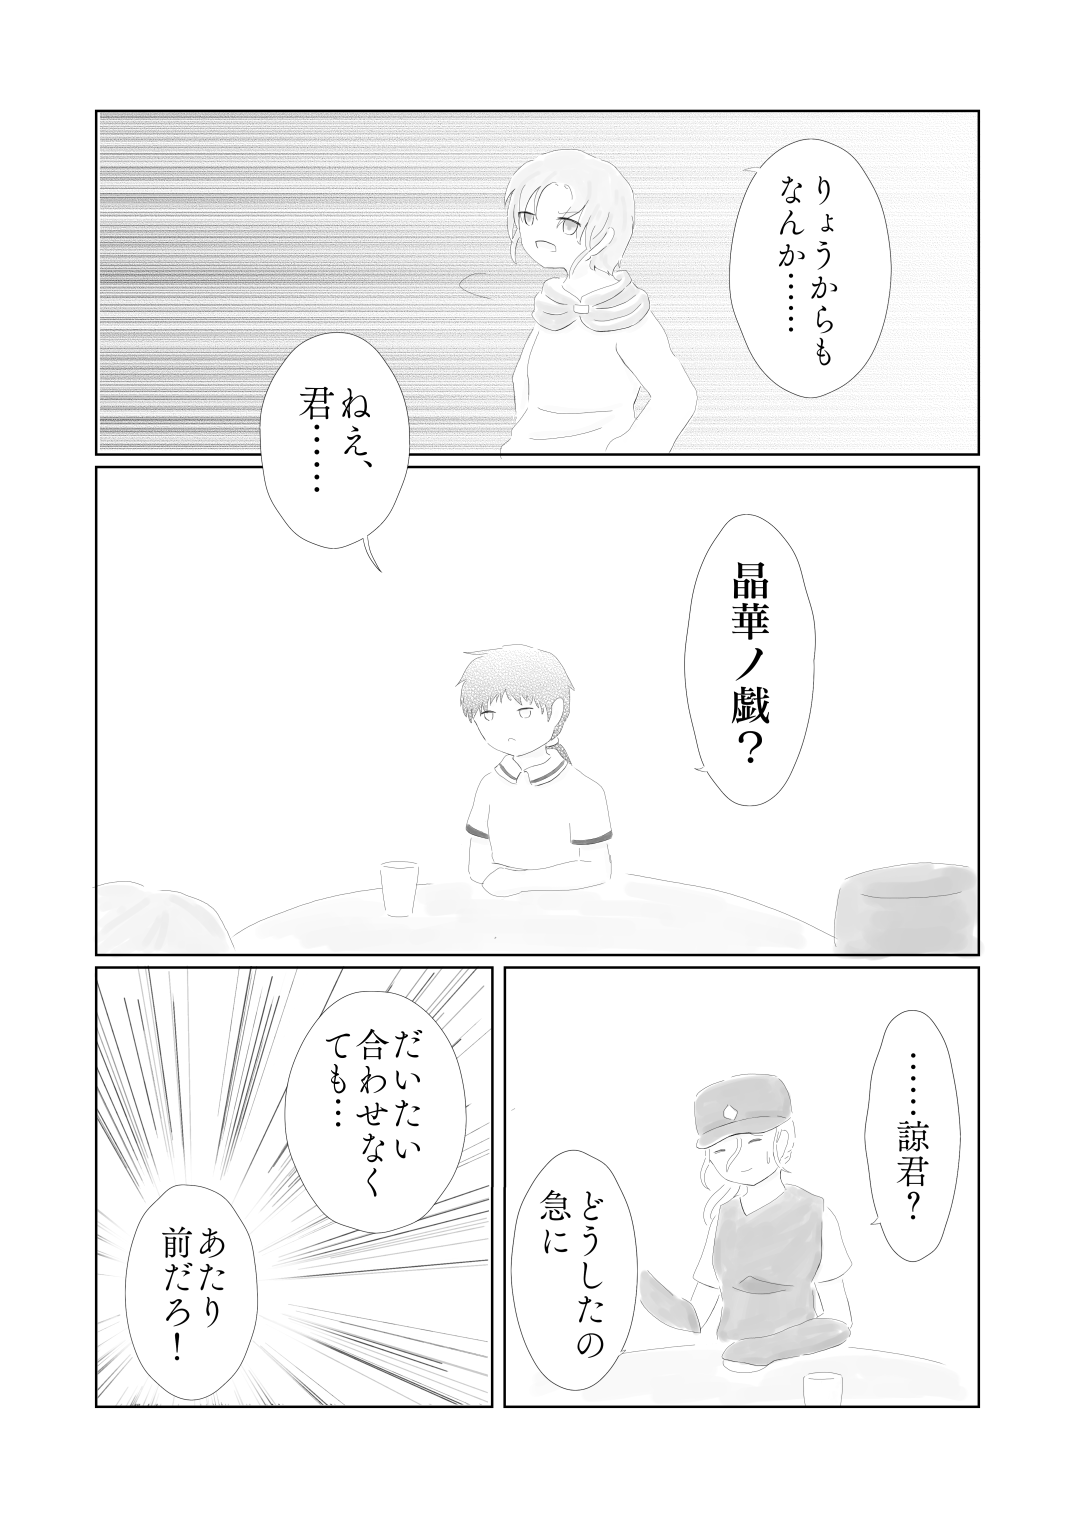 りょうからも
なんか……
ねえ、
君……
晶華ノ戯？
……諒君？
どうしたの
急に
だいたい
合わせなく
ても…
あたり
前だろ！